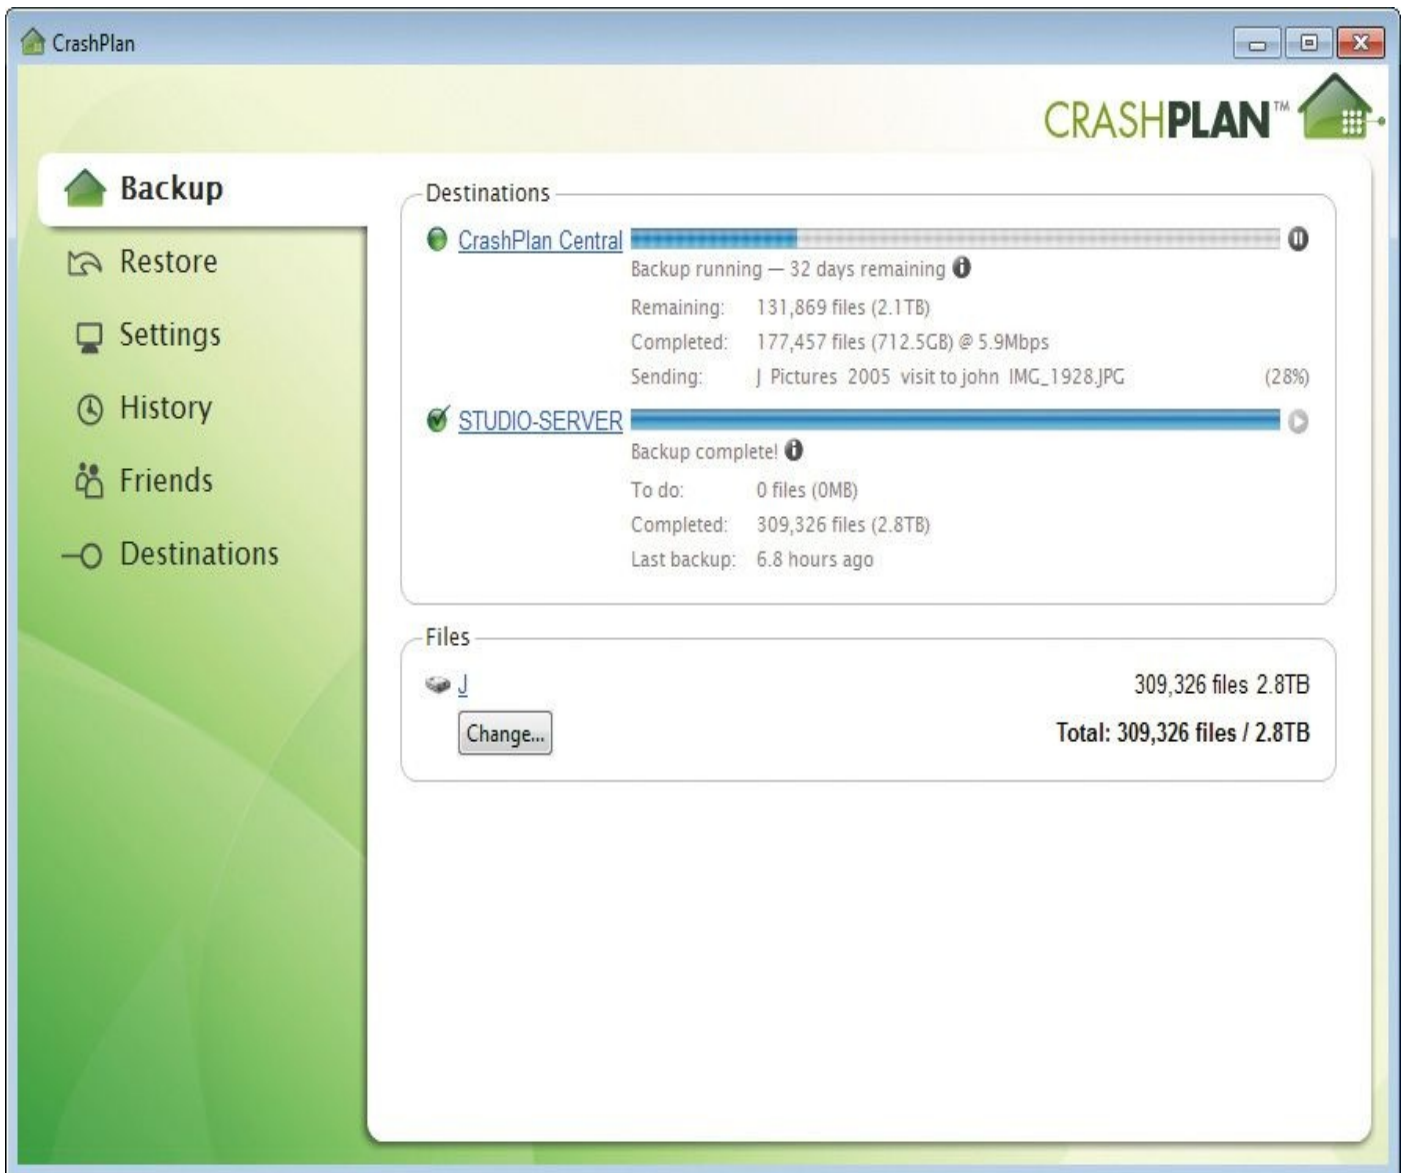 CrashPlan
CRASHPLAN™
Backup
Restore
Settings
History
Friends
Destinations
Destinations
CrashPlan Central
Backup running — 32 days remaining
Remaining: 131,869 files (2.1TB)
Completed: 177,457 files (712.5GB) @ 5.9Mbps
Sending: J Pictures 2005 visit to john IMG_1928.JPG (28%)
STUDIO-SERVER
Backup complete!
To do: 0 files (0MB)
Completed: 309,326 files (2.8TB)
Last backup: 6.8 hours ago
Files
J 309,326 files 2.8TB
Change... Total: 309,326 files / 2.8TB